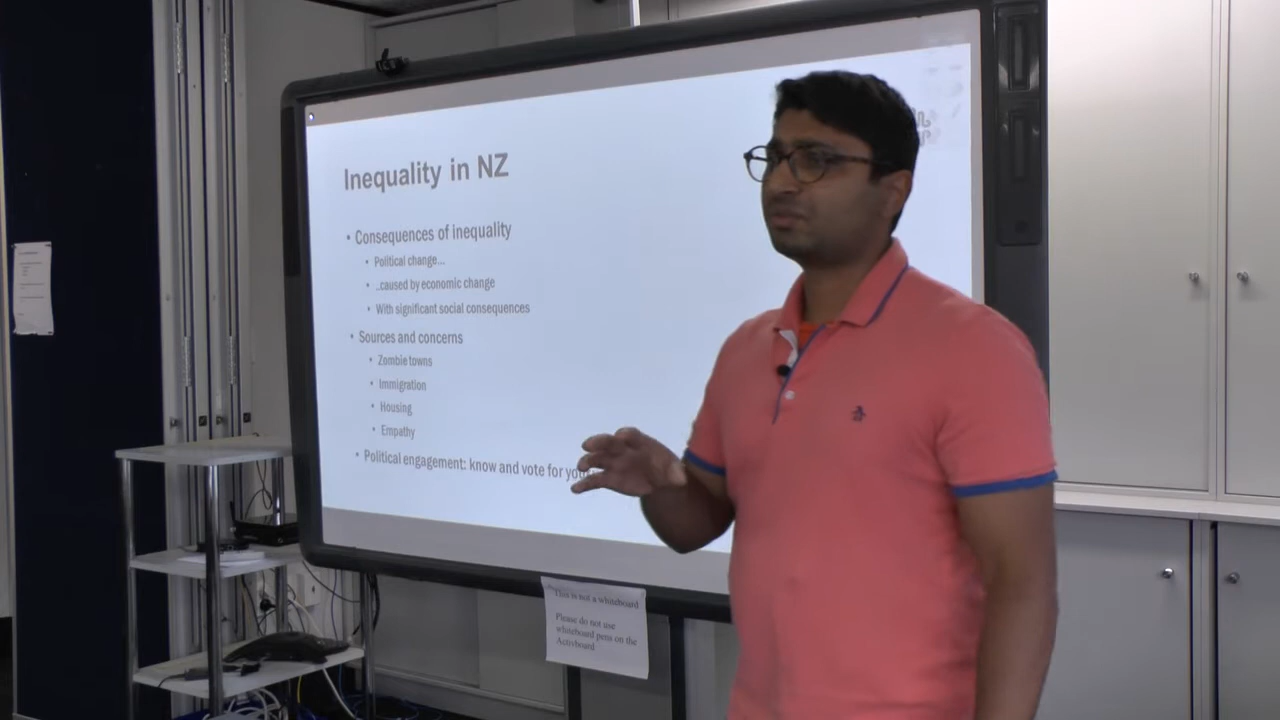 Inequality in NZ
• Consequences of inequality
• Political change...
• ..caused by economic change
• With significant social consequences
• Sources and concerns
• Zombie towns
• Immigration
• Housing
• Empathy
• Political engagement: know and vote for
This is not a whiteboard
Please do not use
whiteboard pens on the
Activboard